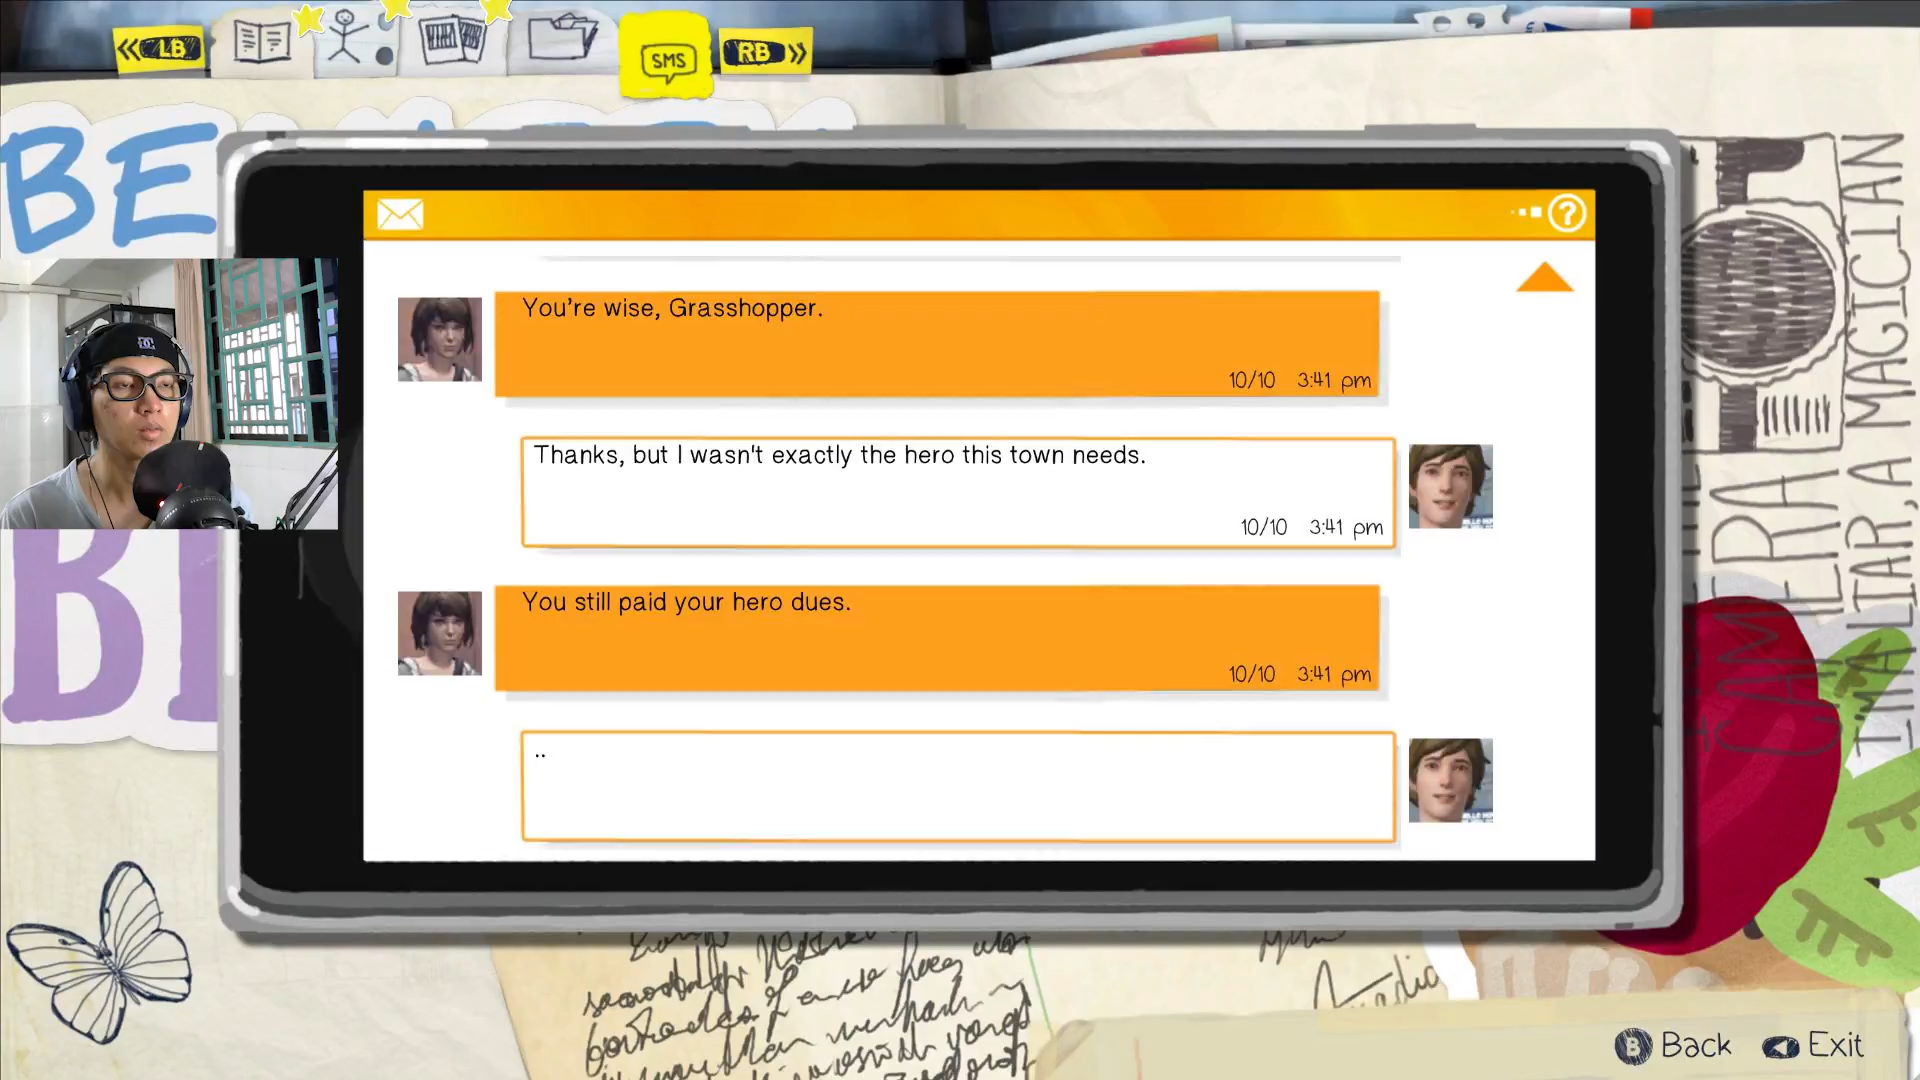 LB
SMS
RB
BE
You're wise, Grasshopper.
10/10 3:41 pm
Thanks, but I wasn't exactly the hero this town needs.
10/10 3:41 pm
You still paid your hero dues.
10/10 3:41 pm
..
CAMERA
I'M A LIAR, A MAGICIAN
B Back
Exit